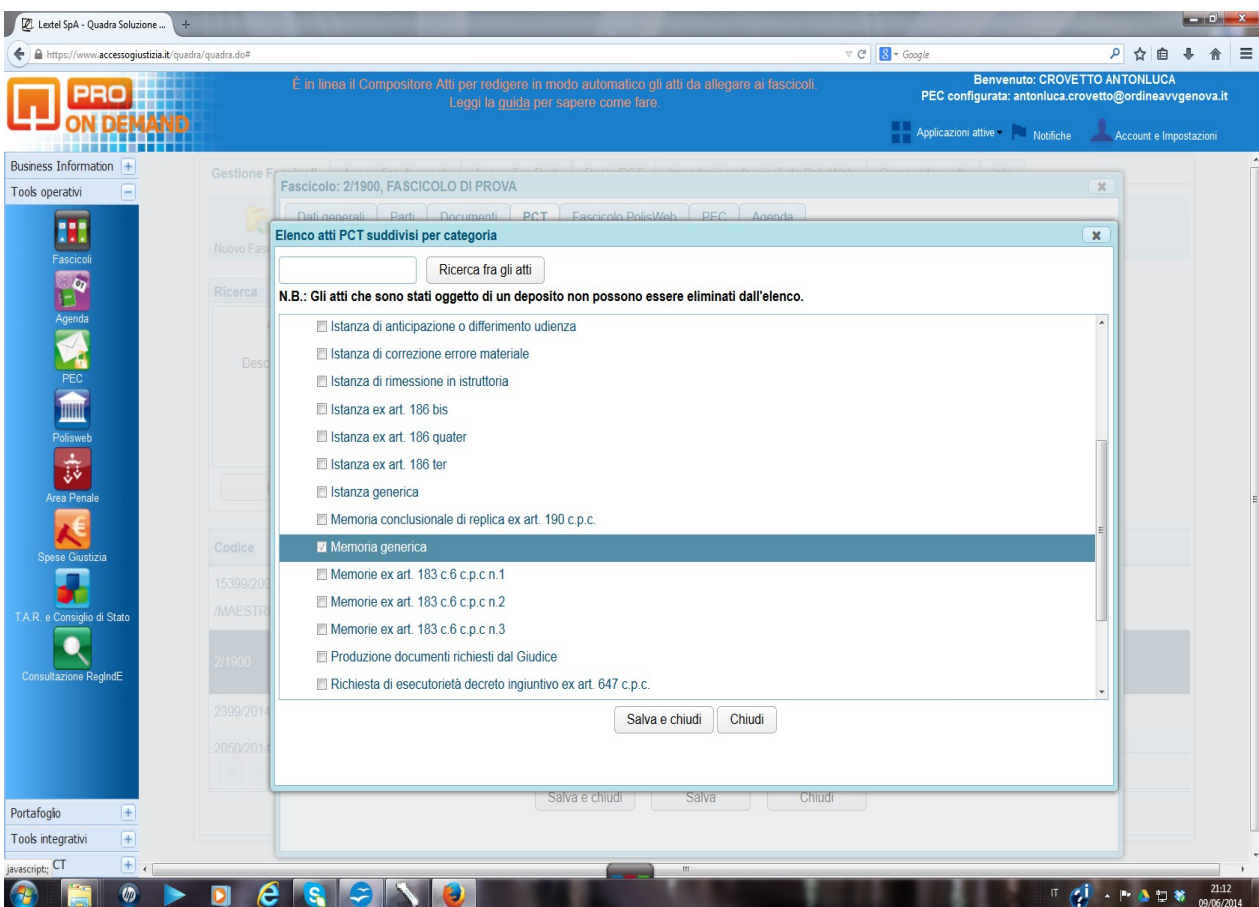 Lextel SpA - Quadra Soluzione ...
https://www.accessogiustizia.it/quadra/quadra.do#
Google
PRO
ON DEMAND
È in linea il Compositore Atti per redigere in modo automatico gli atti da allegare ai fascicoli.
Leggi la guida per sapere come fare.
Benvenuto: CROVETTO ANTONLUCA
PEC configurata: antonluca.crovetto@ordineavvgenova.it
Applicazioni attive
Notifiche
Account e Impostazioni
Business Information
Tools operativi
Fascicoli
Agenda
PEC
Polisweb
Area Penale
Spese Giustizia
T.A.R. e Consiglio di Stato
Consultazione RegIndE
Portafoglio
Tools integrativi
CT
javascript:;
Gestione F
Nuovo Fas
Ricerca
Desc
Codice
15399/200
/MAESTR
2/1900
2399/2014
2050/2014
Fascicolo: 2/1900, FASCICOLO DI PROVA
Dati generali Parti Documenti PCT Fascicolo PolisWeb PEC Agenda
Elenco atti PCT suddivisi per categoria
Ricerca fra gli atti
N.B.: Gli atti che sono stati oggetto di un deposito non possono essere eliminati dall'elenco.
Istanza di anticipazione o differimento udienza
Istanza di correzione errore materiale
Istanza di rimessione in istruttoria
Istanza ex art. 186 bis
Istanza ex art. 186 quater
Istanza ex art. 186 ter
Istanza generica
Memoria conclusionale di replica ex art. 190 c.p.c.
Memoria generica
Memorie ex art. 183 c.6 c.p.c n.1
Memorie ex art. 183 c.6 c.p.c n.2
Memorie ex art. 183 c.6 c.p.c n.3
Produzione documenti richiesti dal Giudice
Richiesta di esecutorietà decreto ingiuntivo ex art. 647 c.p.c.
Salva e chiudi Chiudi
Salva e chiudi Salva Chiudi
IT
21:12
09/06/2014